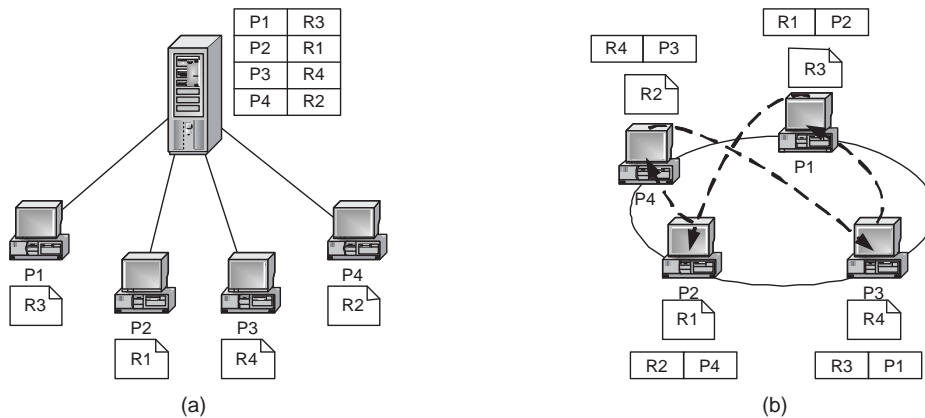 P1 R3
P2 R1
P3 R4
P4 R2
P1
R3
P2
R1
P3
R4
P4
R2
(a)
R1 P2
R4 P3
R3
R2
P1
P4
P2
P3
R1
R4
R2 P4
R3 P1
(b)